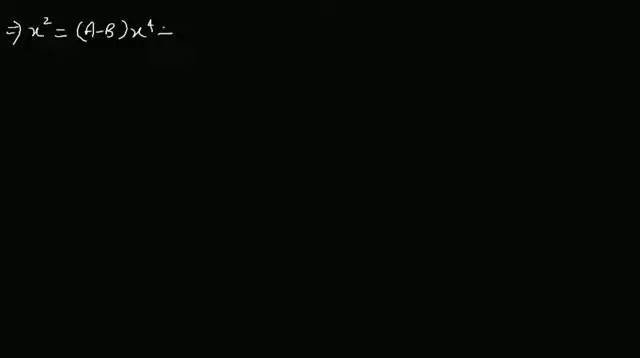 ⇒ x² = (A-B)x⁴ -